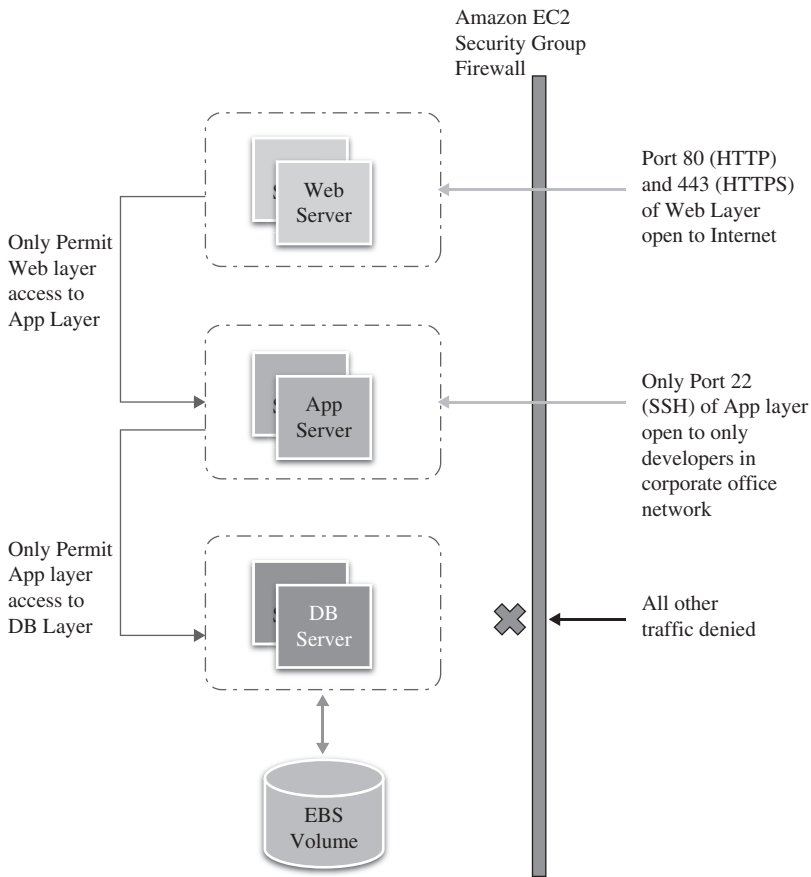 Amazon EC2
Security Group
Firewall
Web
Server
Port 80 (HTTP)
and 443 (HTTPS)
of Web Layer
open to Internet
Only Permit
Web layer
access to
App Layer
App
Server
Only Port 22
(SSH) of App layer
open to only
developers in
corporate office
network
Only Permit
App layer
access to
DB Layer
DB
Server
All other
traffic denied
EBS
Volume